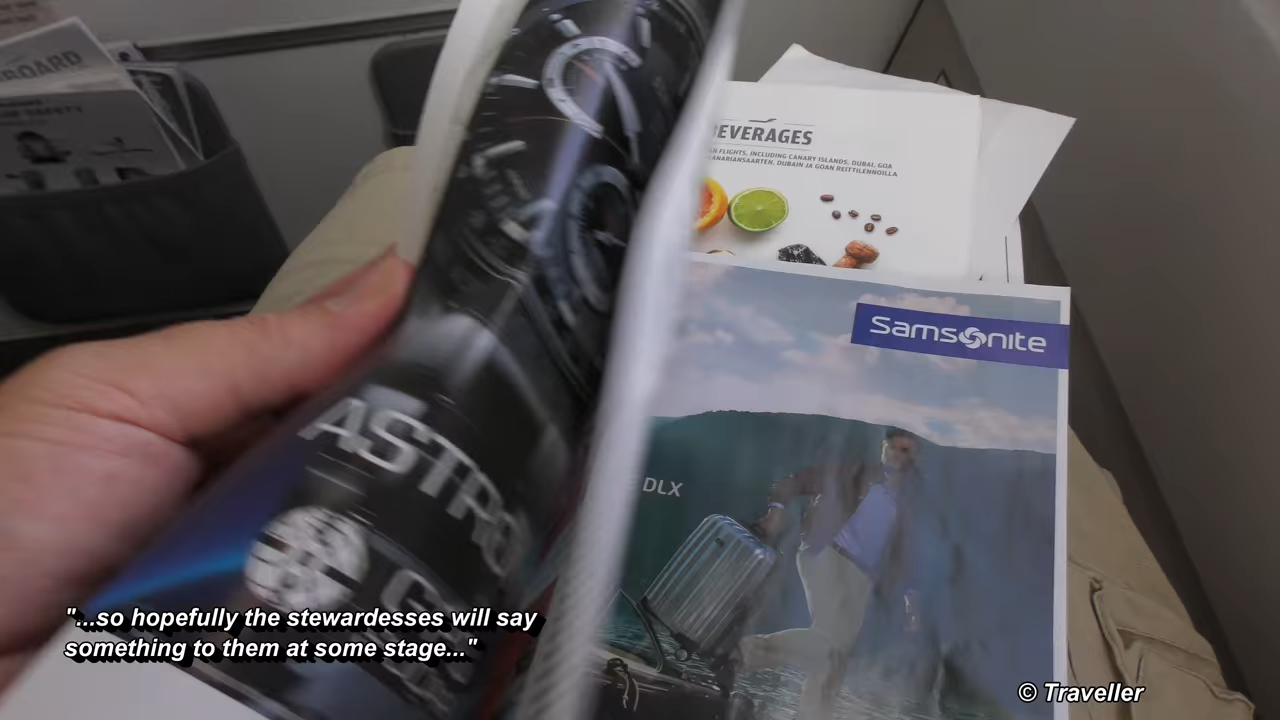 BOARD
SAFETY
BEVERAGES
FLIGHTS, INCLUDING CANARY ISLANDS, DUBAI, GOA
KANARIANSAARTEN, DUBAIN JA GOAN REITTILENNOILLA
Samsonite
DLX
ASTRO
"...so hopefully the stewardesses will say
something to them at some stage..."
© Traveller